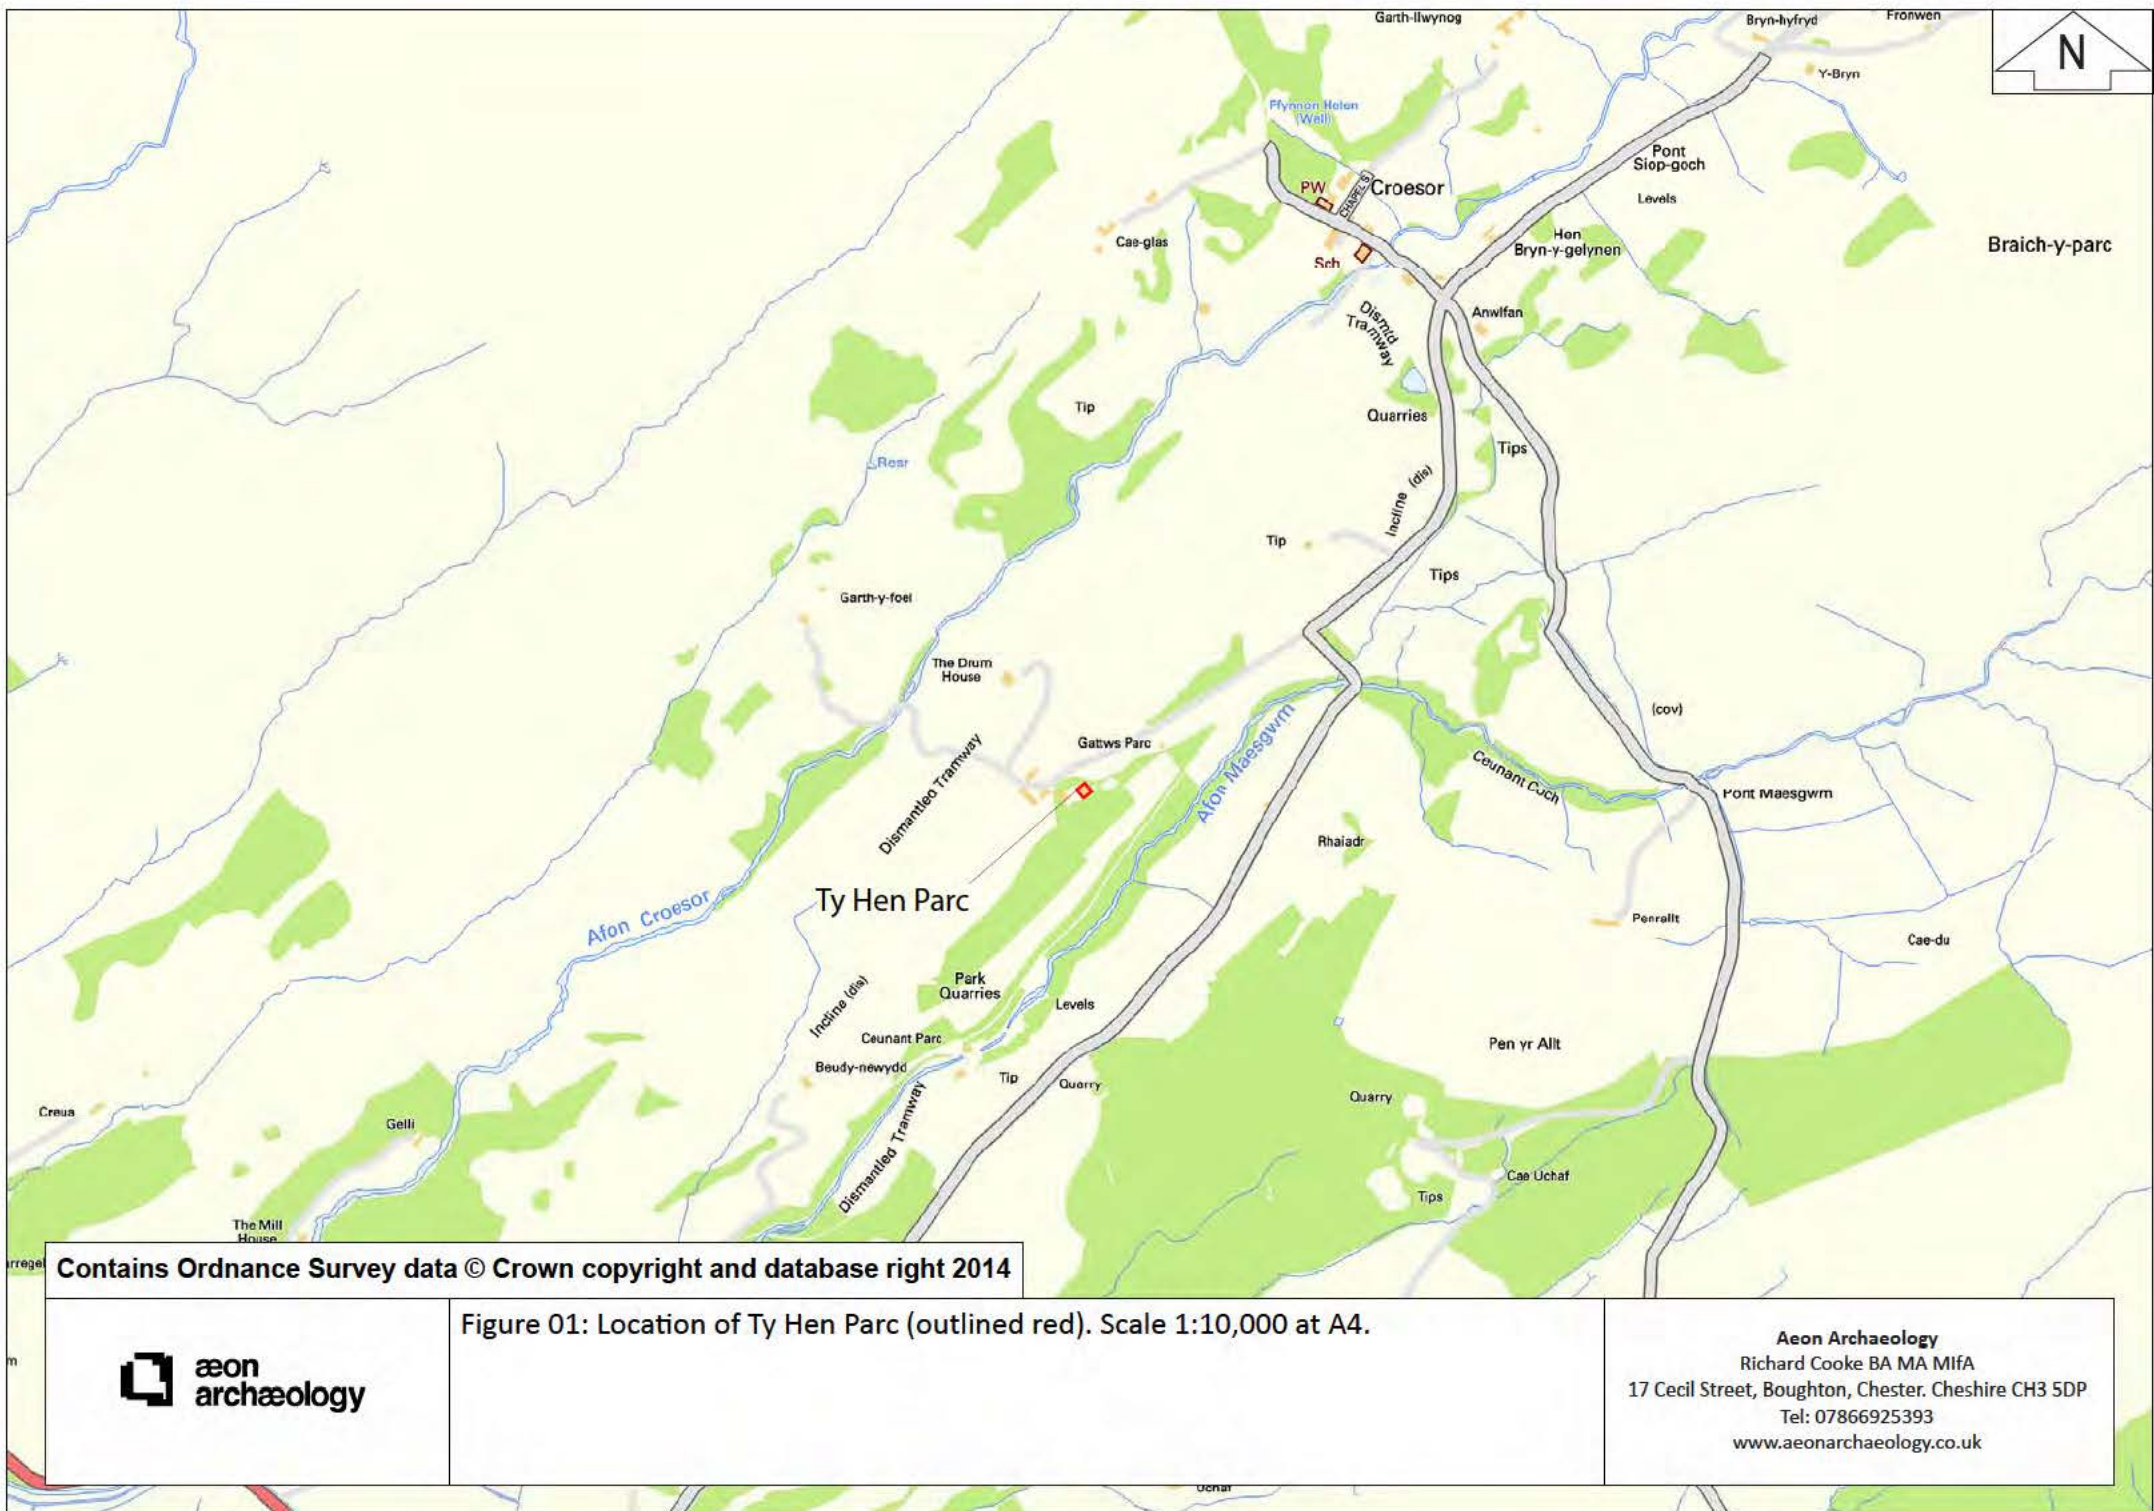 Garth-llwynog
Bryn-hyfryd
Fronwen
N
Y-Bryn
Ffynnon Helen
(Well)
Pont
Siop-goch
PW
CHAPEL S
Croesor
Levels
Cae-glas
Sch
Hen
Bryn-y-gelynen
Braich-y-parc
Dismtd
Tramway
Anwlfan
Tip
Quarries
Tips
Resr
Incline (dis)
Tip
Tips
Garth-y-foel
The Drum
House
(cov)
Gattws Parc
Afon Maesgwm
Dismantled Tramway
Ceunant Coch
Pont Maesgwm
Rhaiadr
Ty Hen Parc
Afon Croesor
Penrallt
Cae-du
Park
Quarries
Incline (dis)
Levels
Ceunant Parc
Pen yr Allt
Beudy-newydd
Tip
Quarry
Quarry
Creua
Gelli
Dismantled Tramway
Cae Uchaf
Tips
The Mill
House
Contains Ordnance Survey data © Crown copyright and database right 2014
æon
archæology
Figure 01: Location of Ty Hen Parc (outlined red). Scale 1:10,000 at A4.
Aeon Archaeology
Richard Cooke BA MA MIfA
17 Cecil Street, Boughton, Chester. Cheshire CH3 5DP
Tel: 07866925393
www.aeonarchaeology.co.uk